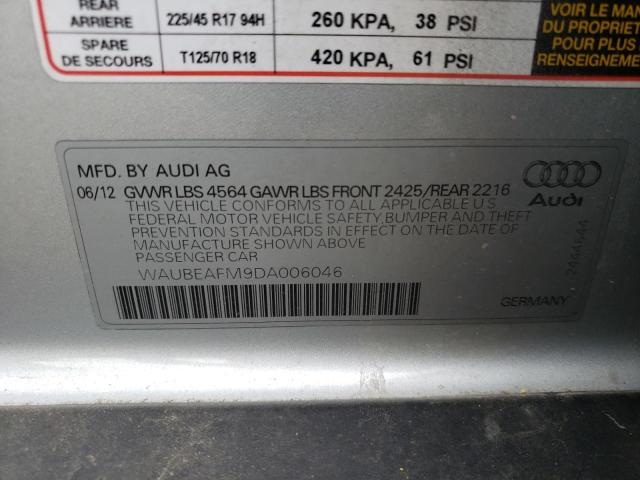 REAR
ARRIERE
225/45 R17 94H
260 KPA, 38 PSI
SPARE
DE SECOURS
T125/70 R18
420 KPA, 61 PSI
VOIR LE MAN
DU PROPRIET
POUR PLUS
RENSEIGNEME
MFD. BY AUDI AG
06/12 GVWR LBS 4564 GAWR LBS FRONT 2425/REAR 2216
THIS VEHICLE CONFORMS TO ALL APPLICABLE U.S.
FEDERAL MOTOR VEHICLE SAFETY,BUMPER AND THEFT
PREVENTION STANDARDS IN EFFECT ON THE DATE OF
MANUFACTURE SHOWN ABOVE
PASSENGER CAR
WAUBEAFM9DA006046
Audi
2444644
GERMANY